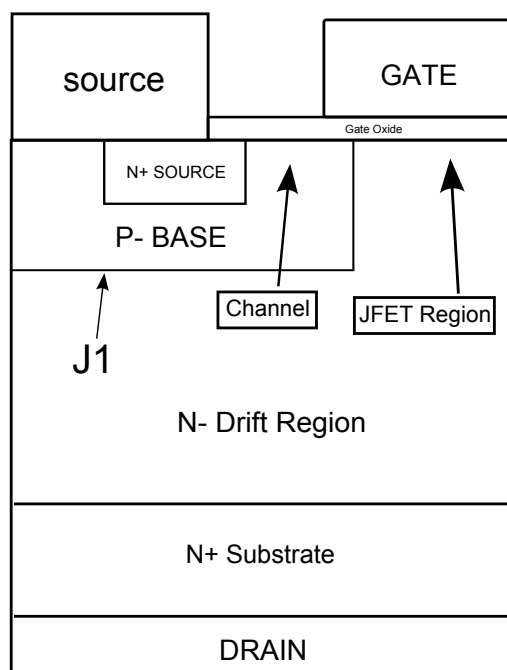 source
GATE
Gate Oxide
N+ SOURCE
P- BASE
Channel
JFET Region
J1
N- Drift Region
N+ Substrate
DRAIN